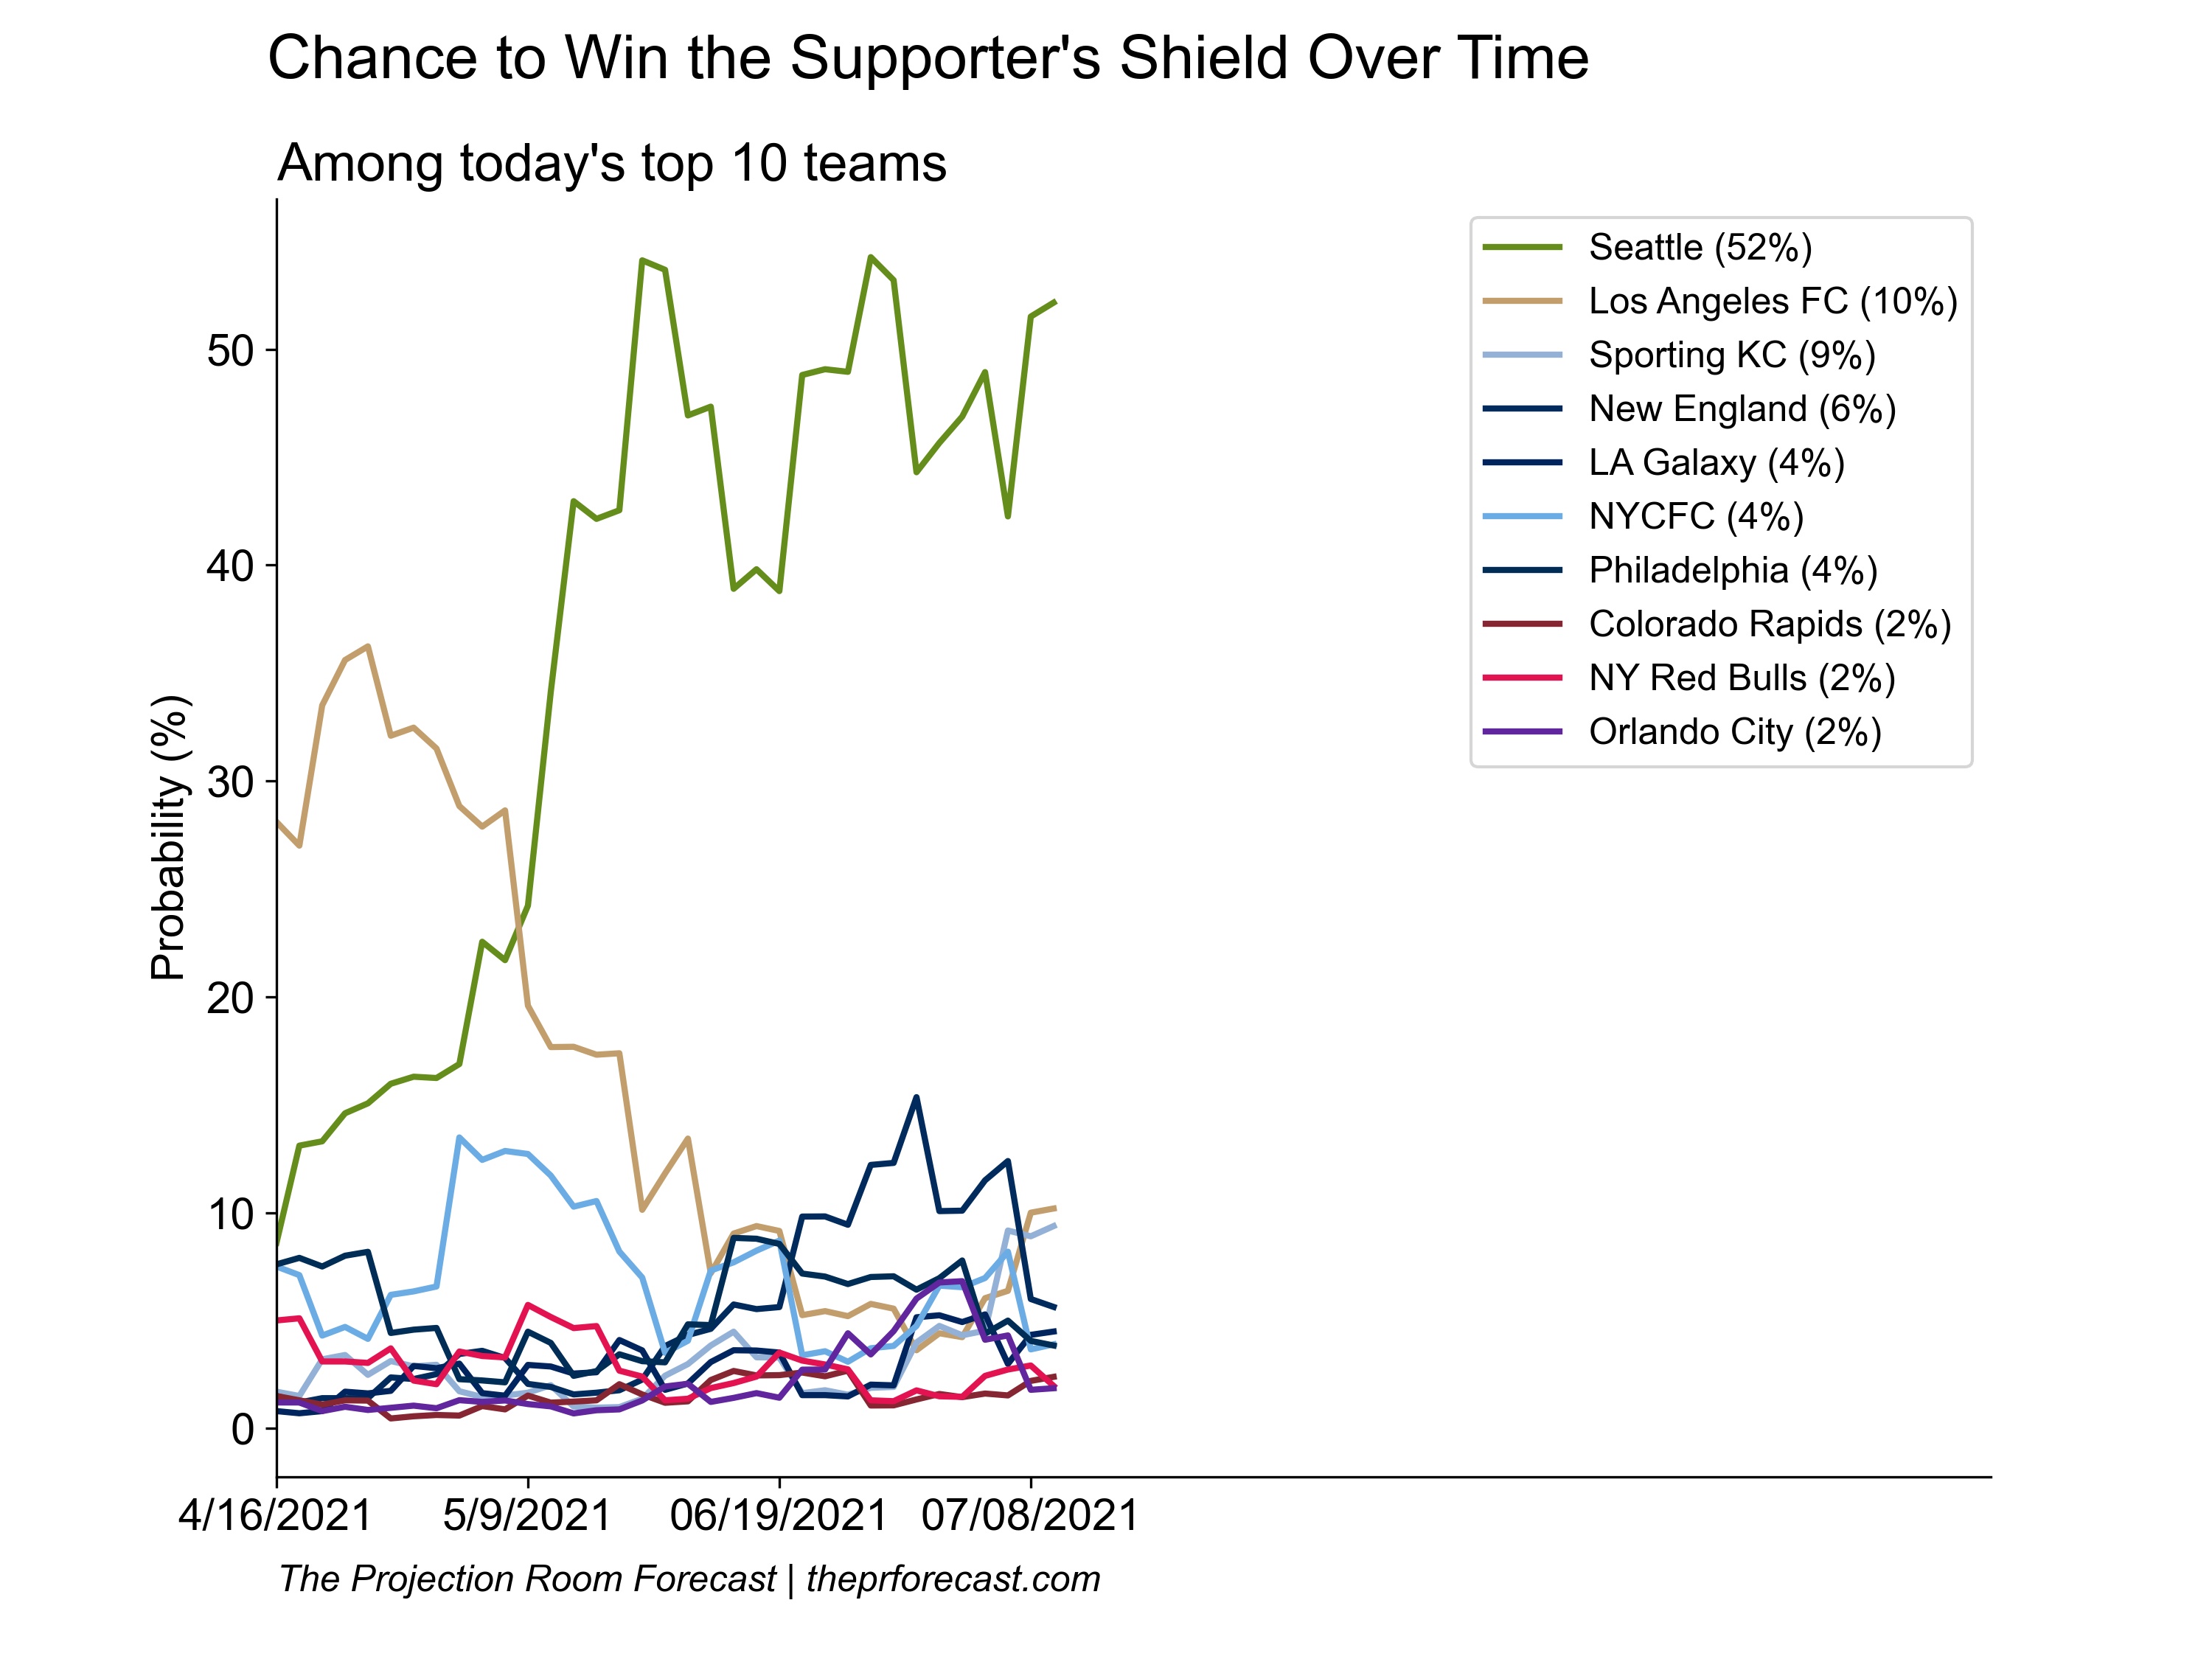 Chance to Win the Supporter's Shield Over Time
Among today's top 10 teams
Seattle (52%)
Los Angeles FC (10%)
Sporting KC (9%)
New England (6%)
LA Galaxy (4%)
NYCFC (4%)
Philadelphia (4%)
Colorado Rapids (2%)
NY Red Bulls (2%)
Orlando City (2%)
Probability (%)
50
40
30
20
10
0
4/16/2021 5/9/2021 06/19/2021 07/08/2021
The Projection Room Forecast | theprforecast.com